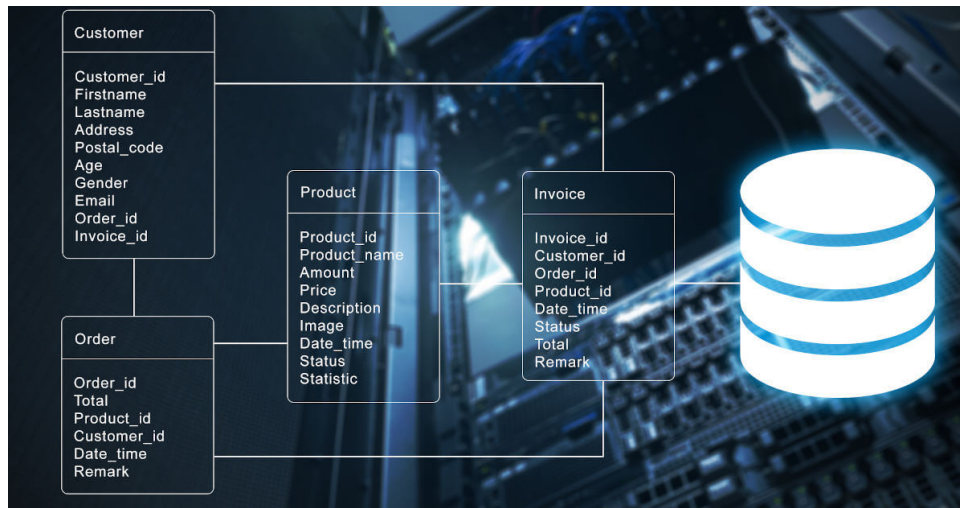 Customer
Customer_id
Firstname
Lastname
Address
Postal_code
Age
Gender
Email
Order_id
Invoice_id
Order
Order_id
Total
Product_id
Customer_id
Date_time
Remark
Product
Product_id
Product_name
Amount
Price
Description
Image
Date_time
Status
Statistic
Invoice
Invoice_id
Customer_id
Order_id
Product_id
Date_time
Status
Total
Remark